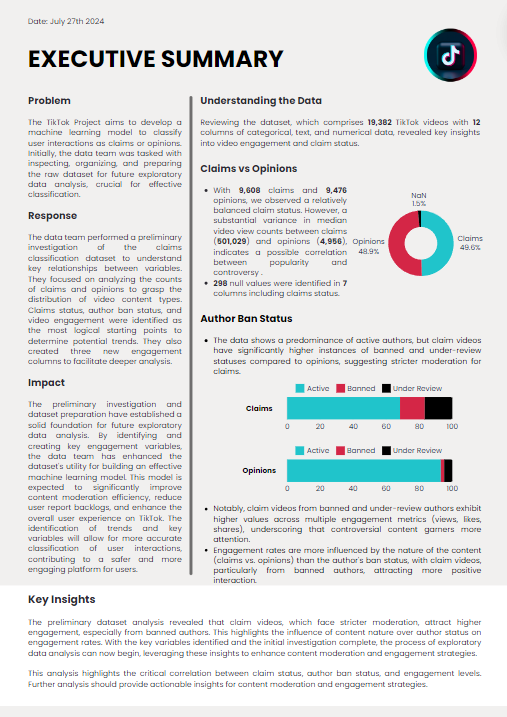 Date: July 27th 2024
EXECUTIVE SUMMARY
Problem
The TikTok Project aims to develop a
machine learning model to classify
user interactions as claims or opinions.
Initially, the data team was tasked with
inspecting, organizing, and preparing
the raw dataset for future exploratory
data analysis, crucial for effective
classification.
Response
The data team performed a preliminary
investigation of the claims
classification dataset to understand
key relationships between variables.
They focused on analyzing the counts
of claims and opinions to grasp the
distribution of video content types.
Claims status, author ban status, and
video engagement were identified as
the most logical starting points to
determine potential trends. They also
created three new engagement
columns to facilitate deeper analysis.
Impact
The preliminary investigation and
dataset preparation have established a
solid foundation for future exploratory
data analysis. By identifying and
creating key engagement variables,
the data team has enhanced the
dataset's utility for building an effective
machine learning model. This model is
expected to significantly improve
content moderation efficiency, reduce
user report backlogs, and enhance the
overall user experience on TikTok. The
identification of trends and key
variables will allow for more accurate
classification of user interactions,
contributing to a safer and more
engaging platform for users.
Understanding the Data
Reviewing the dataset, which comprises 19,382 TikTok videos with 12
columns of categorical, text, and numerical data, revealed key insights
into video engagement and claim status.
Claims vs Opinions
• With 9,608 claims and 9,476
opinions, we observed a relatively
balanced claim status. However, a
substantial variance in median
video view counts between claims
(501,029) and opinions (4,956),
indicates a possible correlation
between popularity and
controversy .
• 298 null values were identified in 7
columns including claims status.
NaN
1.5%
Opinions
48.9%
Claims
49.6%
Author Ban Status
• The data shows a predominance of active authors, but claim videos
have significantly higher instances of banned and under-review
statuses compared to opinions, suggesting stricter moderation for
claims.
Active Banned Under Review
Claims
0 20 40 60 80 100
Active Banned Under Review
Opinions
0 20 40 60 80 100
• Notably, claim videos from banned and under-review authors exhibit
higher values across multiple engagement metrics (views, likes,
shares), underscoring that controversial content garners more
attention.
• Engagement rates are more influenced by the nature of the content
(claims vs. opinions) than the author's ban status, with claim videos,
particularly from banned authors, attracting more positive
interaction.
Key Insights
The preliminary dataset analysis revealed that claim videos, which face stricter moderation, attract higher
engagement, especially from banned authors. This highlights the influence of content nature over author status on
engagement rates. With the key variables identified and the initial investigation complete, the process of exploratory
data analysis can now begin, leveraging these insights to enhance content moderation and engagement strategies.
This analysis highlights the critical correlation between claim status, author ban status, and engagement levels.
Further analysis should provide actionable insights for content moderation and engagement strategies.